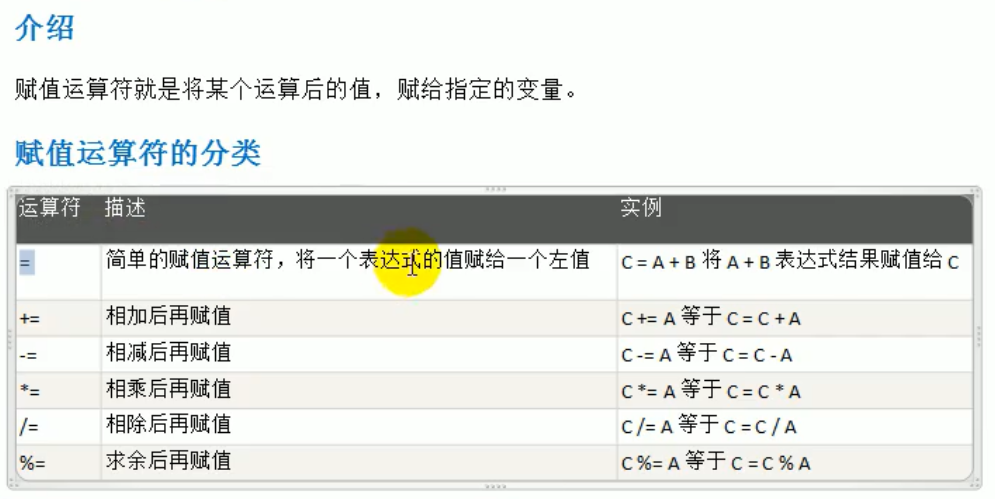 介绍
赋值运算符就是将某个运算后的值，赋给指定的变量。
赋值运算符的分类
运算符 描述 实例
= 简单的赋值运算符，将一个表达式的值赋给一个左值 C = A + B 将 A + B 表达式结果赋值给 C
+= 相加后再赋值 C += A 等于 C = C + A
-= 相减后再赋值 C -= A 等于 C = C - A
*= 相乘后再赋值 C *= A 等于 C = C * A
/= 相除后再赋值 C /= A 等于 C = C / A
%= 求余后再赋值 C %= A 等于 C = C % A